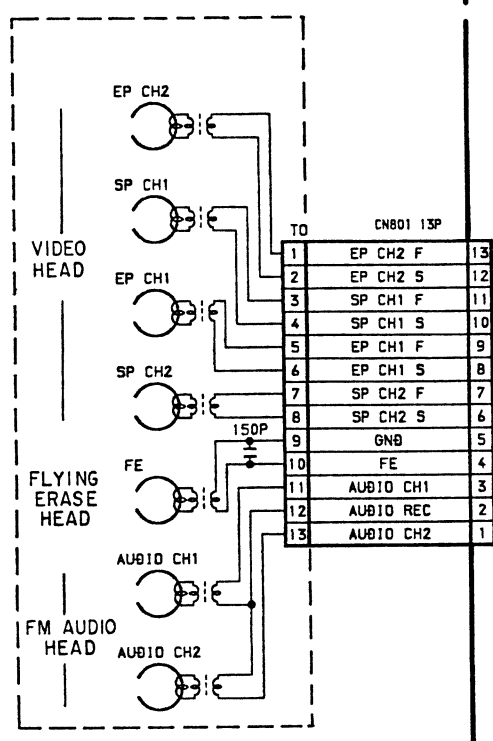 EP CH2
SP CH1
VIDEO
HEAD
EP CH1
SP CH2
150P
FE
FLYING
ERASE
HEAD
AUDIO CH1
FM AUDIO
HEAD
AUDIO CH2
TO CN801 13P
1 EP CH2 F 13
2 EP CH2 S 12
3 SP CH1 F 11
4 SP CH1 S 10
5 EP CH1 F 9
6 EP CH1 S 8
7 SP CH2 F 7
8 SP CH2 S 6
9 GND 5
10 FE 4
11 AUDIO CH1 3
12 AUDIO REC 2
13 AUDIO CH2 1